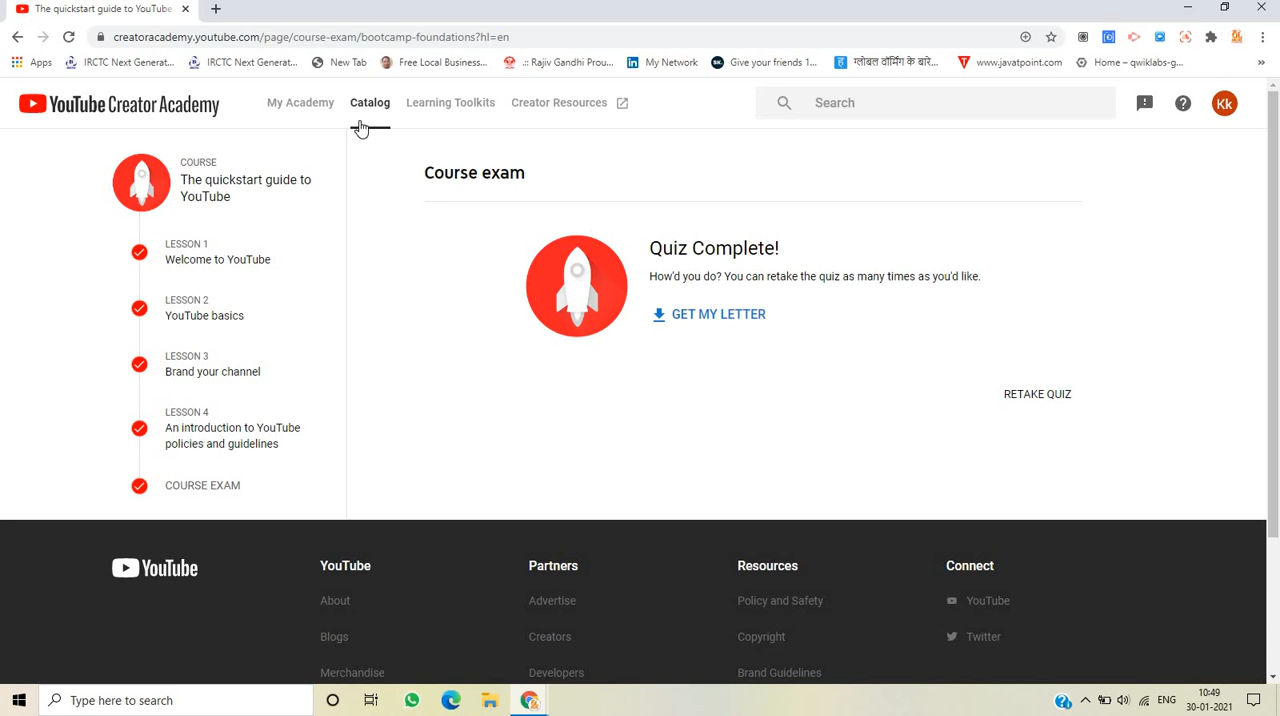 The quickstart guide to YouTube
creatoracademy.youtube.com/page/course-exam/bootcamp-foundations?hl=en
Apps
IRCTC Next Generat...
IRCTC Next Generat...
New Tab
Free Local Business...
.:: Rajiv Gandhi Prou...
My Network
Give your friends 1...
ग्लोबल वॉर्मिंग के बारे...
www.javatpoint.com
Home – qwiklabs-g...
YouTube Creator Academy
My Academy
Catalog
Learning Toolkits
Creator Resources
Search
Kk
COURSE
The quickstart guide to
YouTube
LESSON 1
Welcome to YouTube
LESSON 2
YouTube basics
LESSON 3
Brand your channel
LESSON 4
An introduction to YouTube
policies and guidelines
COURSE EXAM
Course exam
Quiz Complete!
How'd you do? You can retake the quiz as many times as you'd like.
GET MY LETTER
RETAKE QUIZ
YouTube
YouTube
About
Blogs
Merchandise
Partners
Advertise
Creators
Developers
Resources
Policy and Safety
Copyright
Brand Guidelines
Connect
YouTube
Twitter
Type here to search
ENG
10:49
30-01-2021